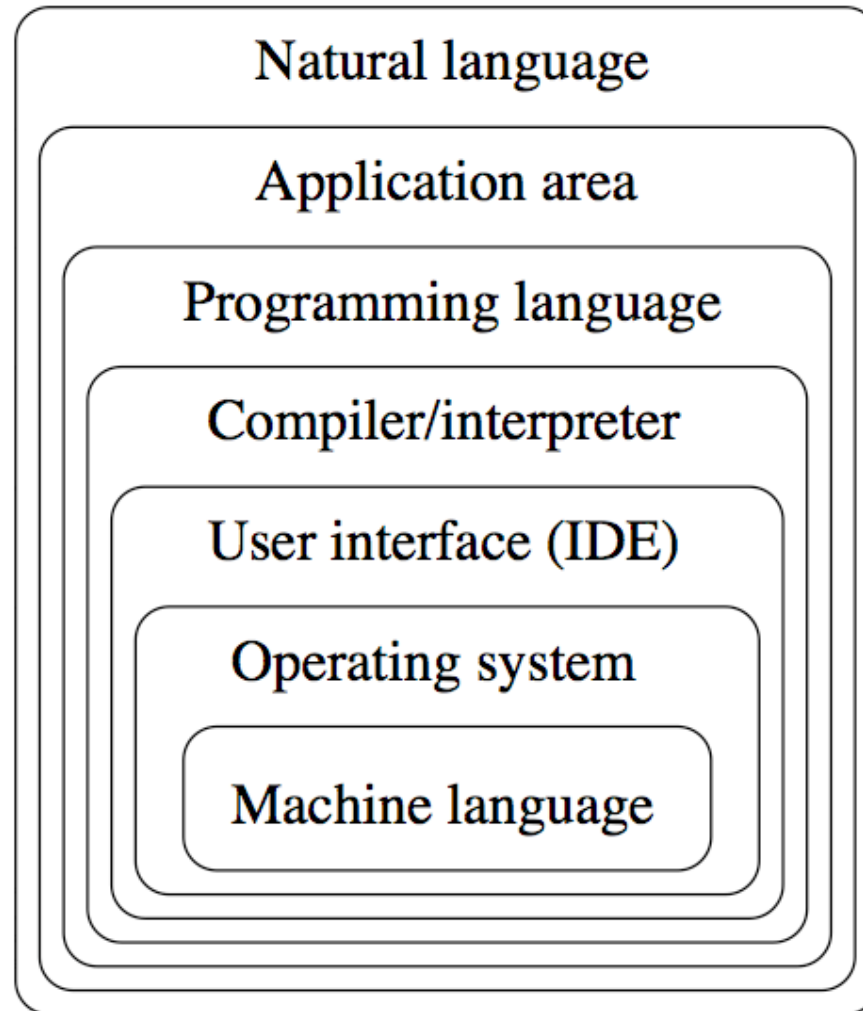 Natural language
Application area
Programming language
Compiler/interpreter
User interface (IDE)
Operating system
Machine language